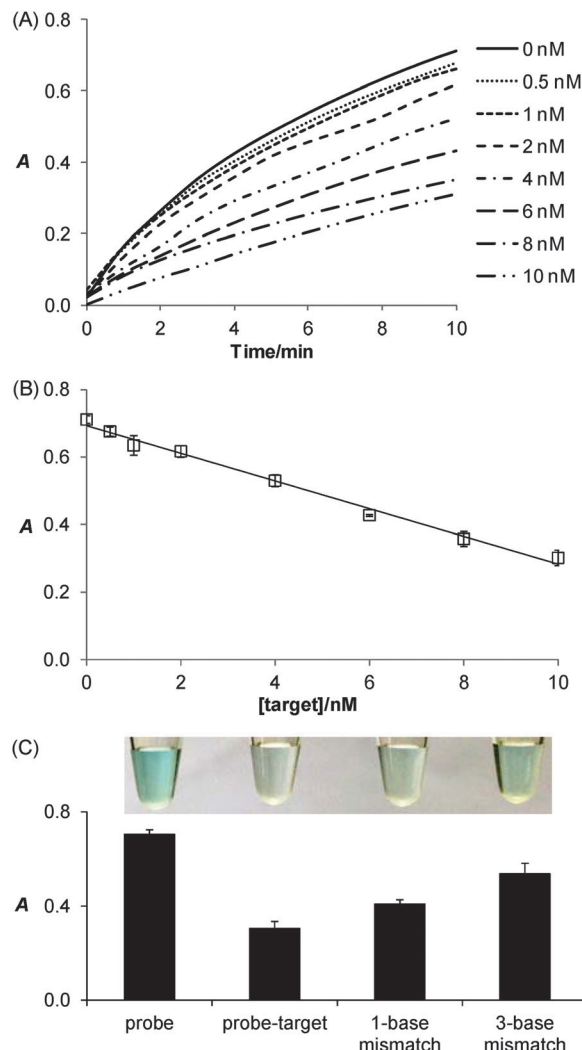 (A)
0.8
0.6
0.4
0.2
0.0
A
0
2
4
6
8
10
Time/min
0 nM
0.5 nM
1 nM
2 nM
4 nM
6 nM
8 nM
10 nM
(B)
0.8
0.6
0.4
0.2
0.0
A
0
2
4
6
8
10
[target]/nM
(C)
0.8
0.4
0.0
A
probe
probe-target
1-base
mismatch
3-base
mismatch